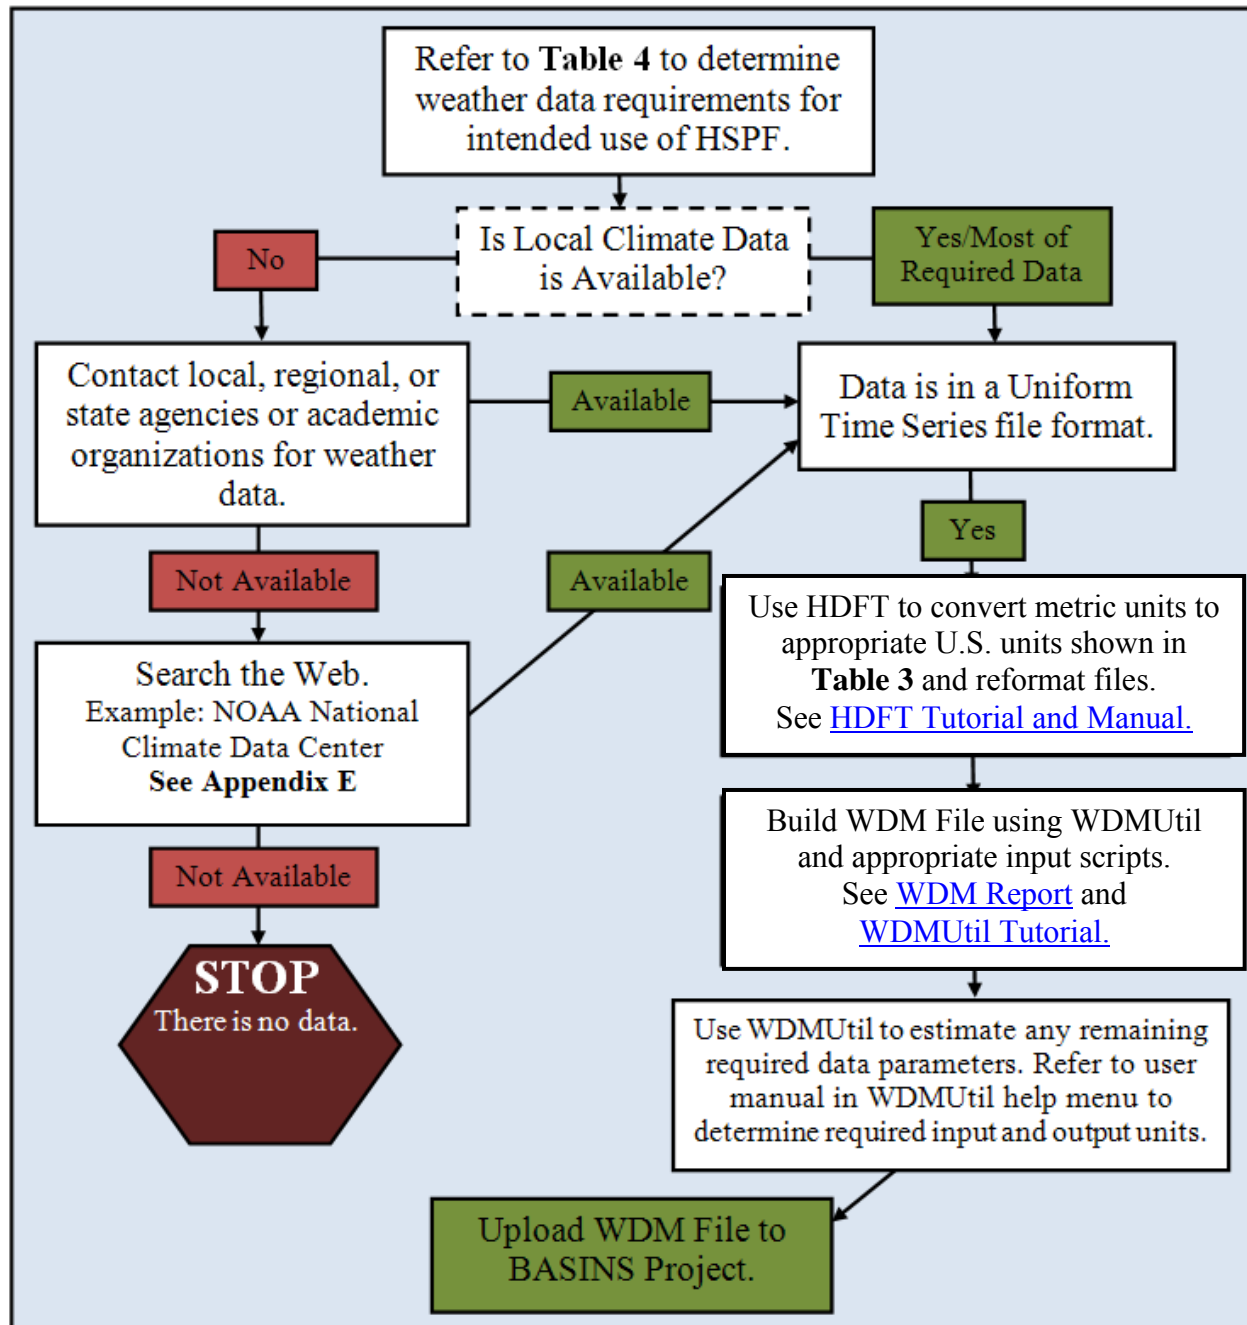 Refer to Table 4 to determine
weather data requirements for
intended use of HSPF.
Is Local Climate Data
is Available?
No
Yes/Most of
Required Data
Contact local, regional, or
state agencies or academic
organizations for weather
data.
Available
Data is in a Uniform
Time Series file format.
Yes
Not Available
Available
Search the Web.
Example: NOAA National
Climate Data Center
See Appendix E
Use HDFT to convert metric units to
appropriate U.S. units shown in
Table 3 and reformat files.
See HDFT Tutorial and Manual.
Build WDM File using WDMUtil
and appropriate input scripts.
See WDM Report and
WDMUtil Tutorial.
Not Available
STOP
There is no data.
Use WDMUtil to estimate any remaining
required data parameters. Refer to user
manual in WDMUtil help menu to
determine required input and output units.
Upload WDM File to
BASINS Project.